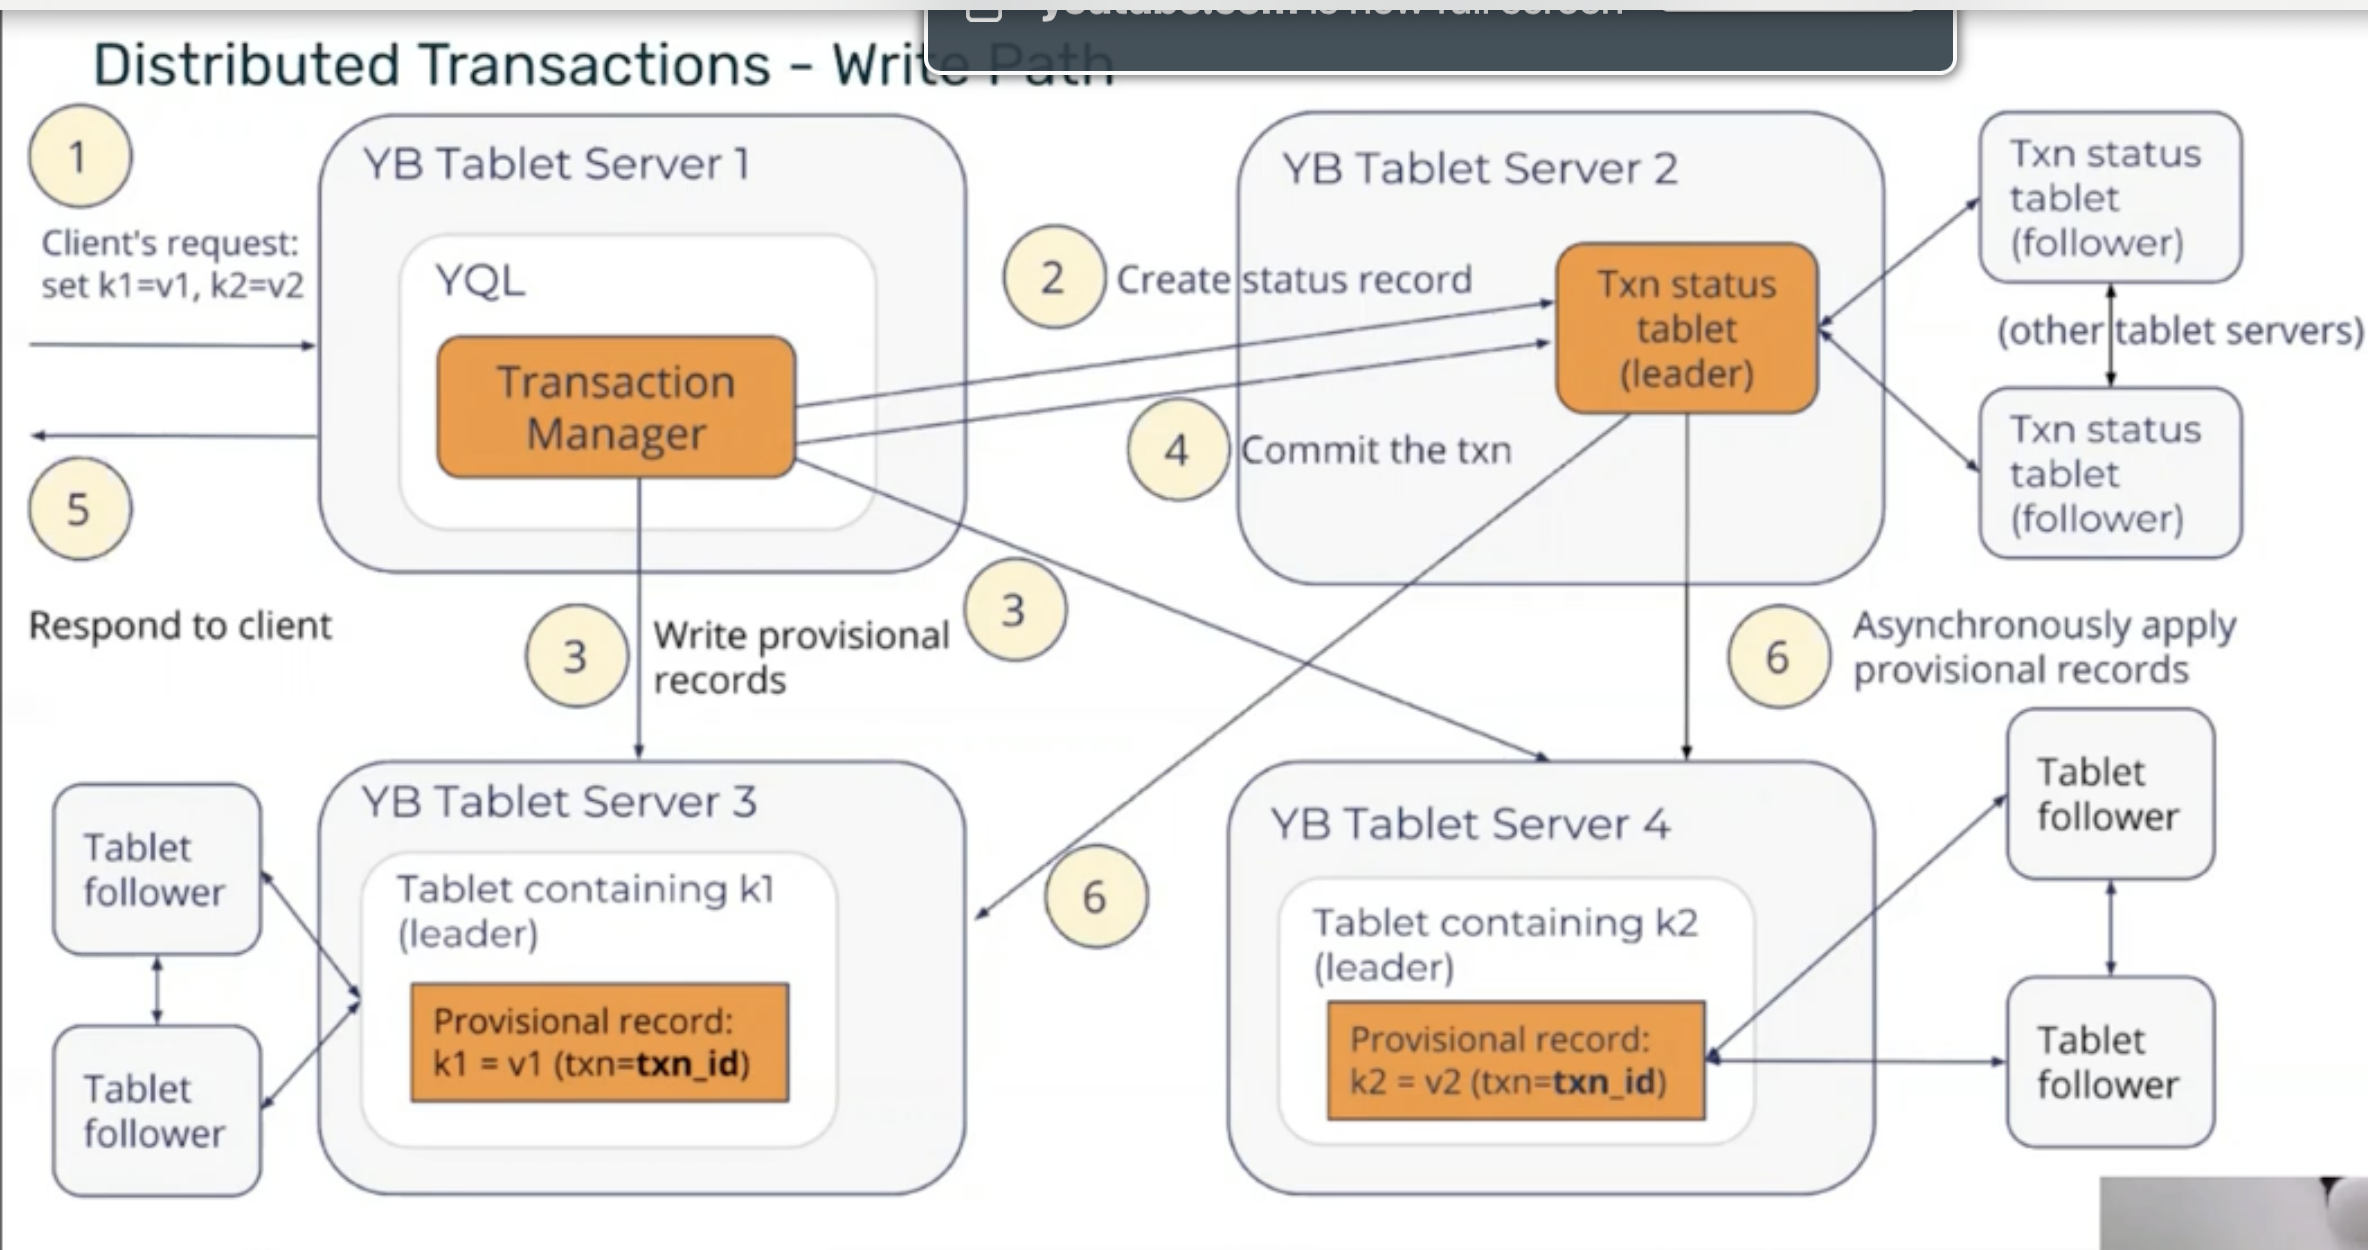 Distributed Transactions - Write Path
1
Client's request:
set k1=v1, k2=v2
YB Tablet Server 1
YQL
Transaction
Manager
2
Create status record
YB Tablet Server 2
Txn status
tablet
(leader)
Txn status
tablet
(follower)
(other tablet servers)
Txn status
tablet
(follower)
4
Commit the txn
5
Respond to client
3
Write provisional
records
3
6
Asynchronously apply
provisional records
Tablet
follower
Tablet
follower
YB Tablet Server 3
Tablet containing k1
(leader)
Provisional record:
k1 = v1 (txn=txn_id)
6
YB Tablet Server 4
Tablet containing k2
(leader)
Provisional record:
k2 = v2 (txn=txn_id)
Tablet
follower
Tablet
follower